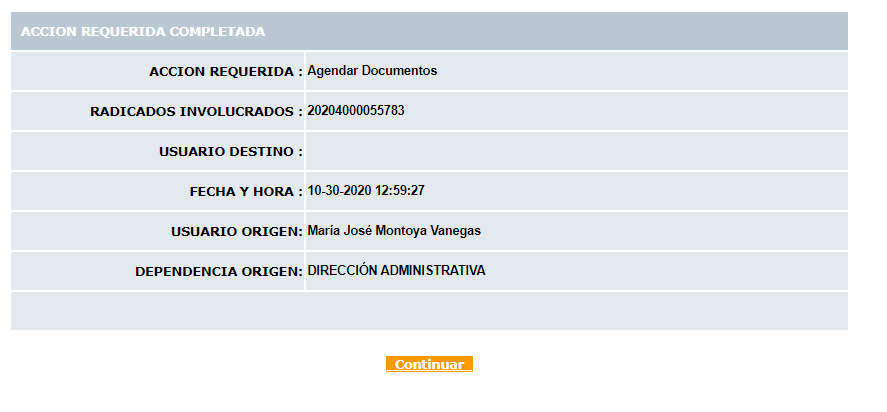 ACCION REQUERIDA COMPLETADA
ACCION REQUERIDA : Agendar Documentos
RADICADOS INVOLUCRADOS : 20204000055783
USUARIO DESTINO :
FECHA Y HORA : 10-30-2020 12:59:27
USUARIO ORIGEN: María José Montoya Vanegas
DEPENDENCIA ORIGEN: DIRECCIÓN ADMINISTRATIVA
Continuar